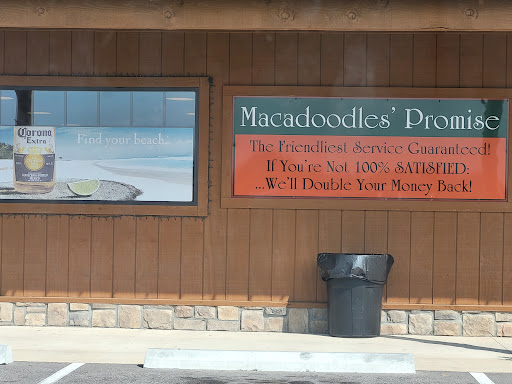 Corona
Extra
Find your beach.
Macadoodles' Promise
The Friendliest Service Guaranteed!
If You're Not 100% SATISFIED:
...We'll Double Your Money Back!